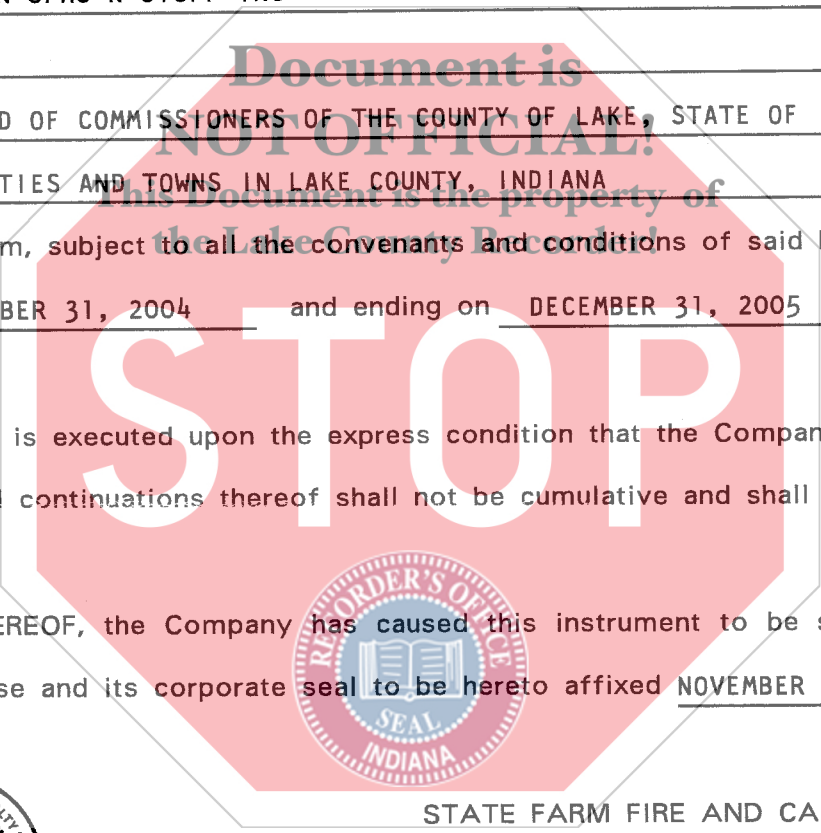 Document is
D OF COMMISSIONERS OF THE COUNTY OF LAKE, STATE OF
NOT OFFICIAL!
TIES AND TOWNS IN LAKE COUNTY, INDIANA
This Document is the property of
m, subject to all the convenants and conditions of said
the Lake County Recorder!
BER 31, 2004 and ending on DECEMBER 31, 2005
STOP
is executed upon the express condition that the Compan
continuations thereof shall not be cumulative and shall
EREOF, the Company has caused this instrument to be s
se and its corporate seal to be hereto affixed NOVEMBER
RECORDER'S OFFICE
SEAL
INDIANA
STATE FARM FIRE AND CA